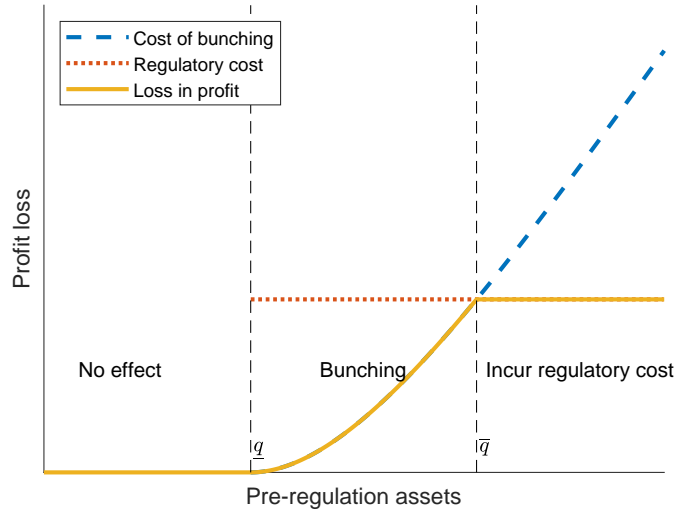 Cost of bunching
Regulatory cost
Loss in profit
Profit loss
No effect
Bunching
Incur regulatory cost
q
q̅
Pre-regulation assets